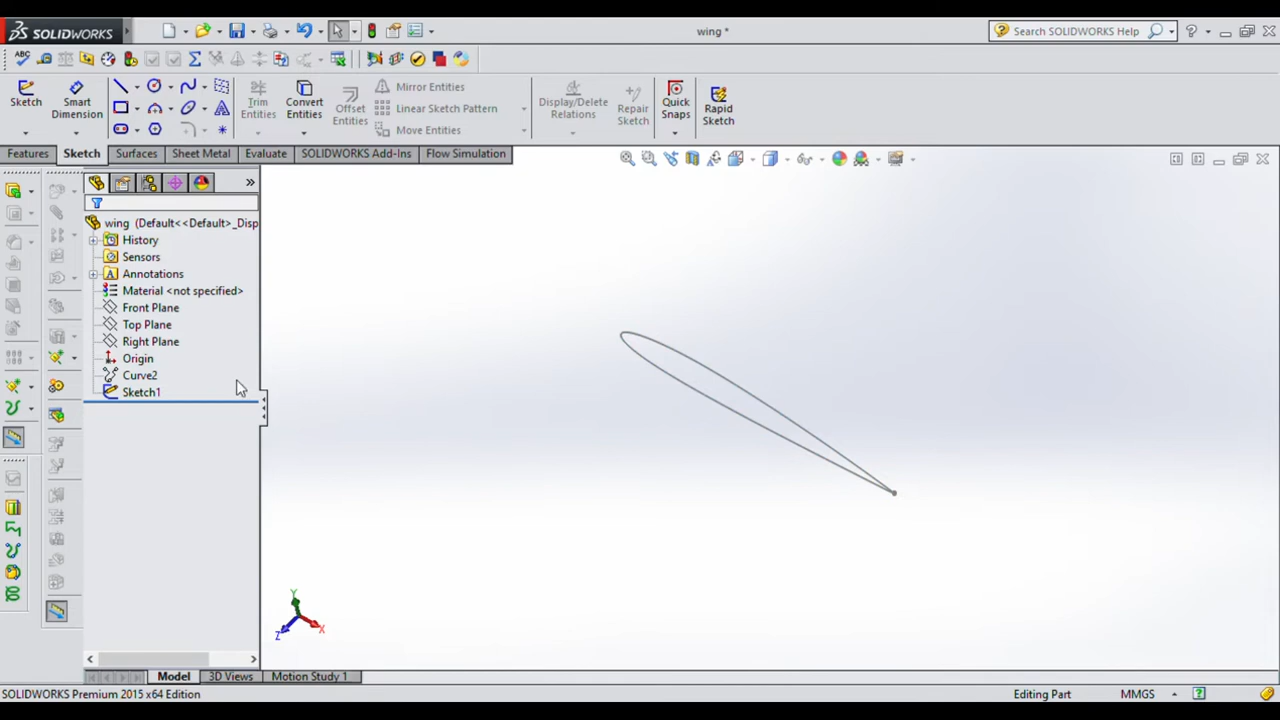 SOLIDWORKS
wing *
Search SOLIDWORKS Help
Sketch
Smart Dimension
Trim Entities
Convert Entities
Offset Entities
Mirror Entities
Linear Sketch Pattern
Move Entities
Display/Delete Relations
Repair Sketch
Quick Snaps
Rapid Sketch
Features
Sketch
Surfaces
Sheet Metal
Evaluate
SOLIDWORKS Add-Ins
Flow Simulation
wing (Default<<Default>_Disp
History
Sensors
Annotations
Material <not specified>
Front Plane
Top Plane
Right Plane
Origin
Curve2
Sketch1
Y
Z
X
Model
3D Views
Motion Study 1
SOLIDWORKS Premium 2015 x64 Edition
Editing Part
MMGS